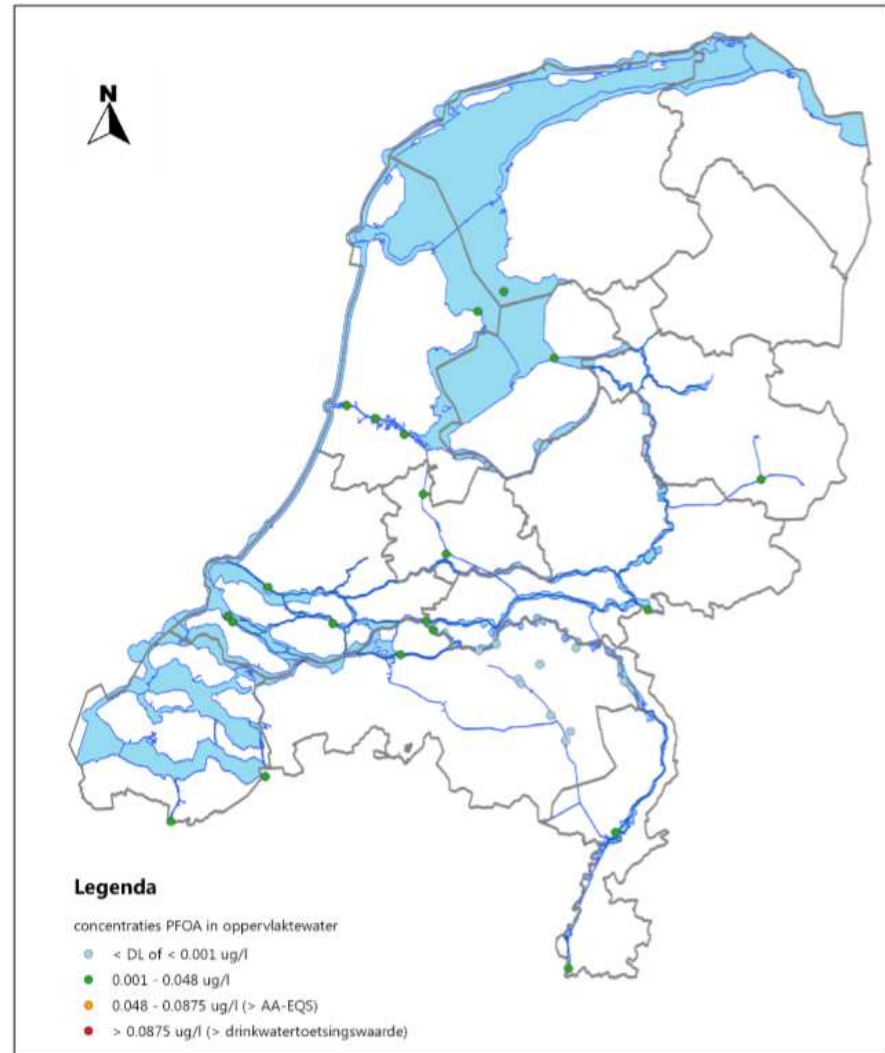 N
Legenda
concentraties PFOA in oppervlaktewater
< DL of < 0.001 ug/l
0.001 - 0.048 ug/l
0.048 - 0.0875 ug/l (> AA-EQS)
> 0.0875 ug/l (> drinkwatertoetsingswaarde)